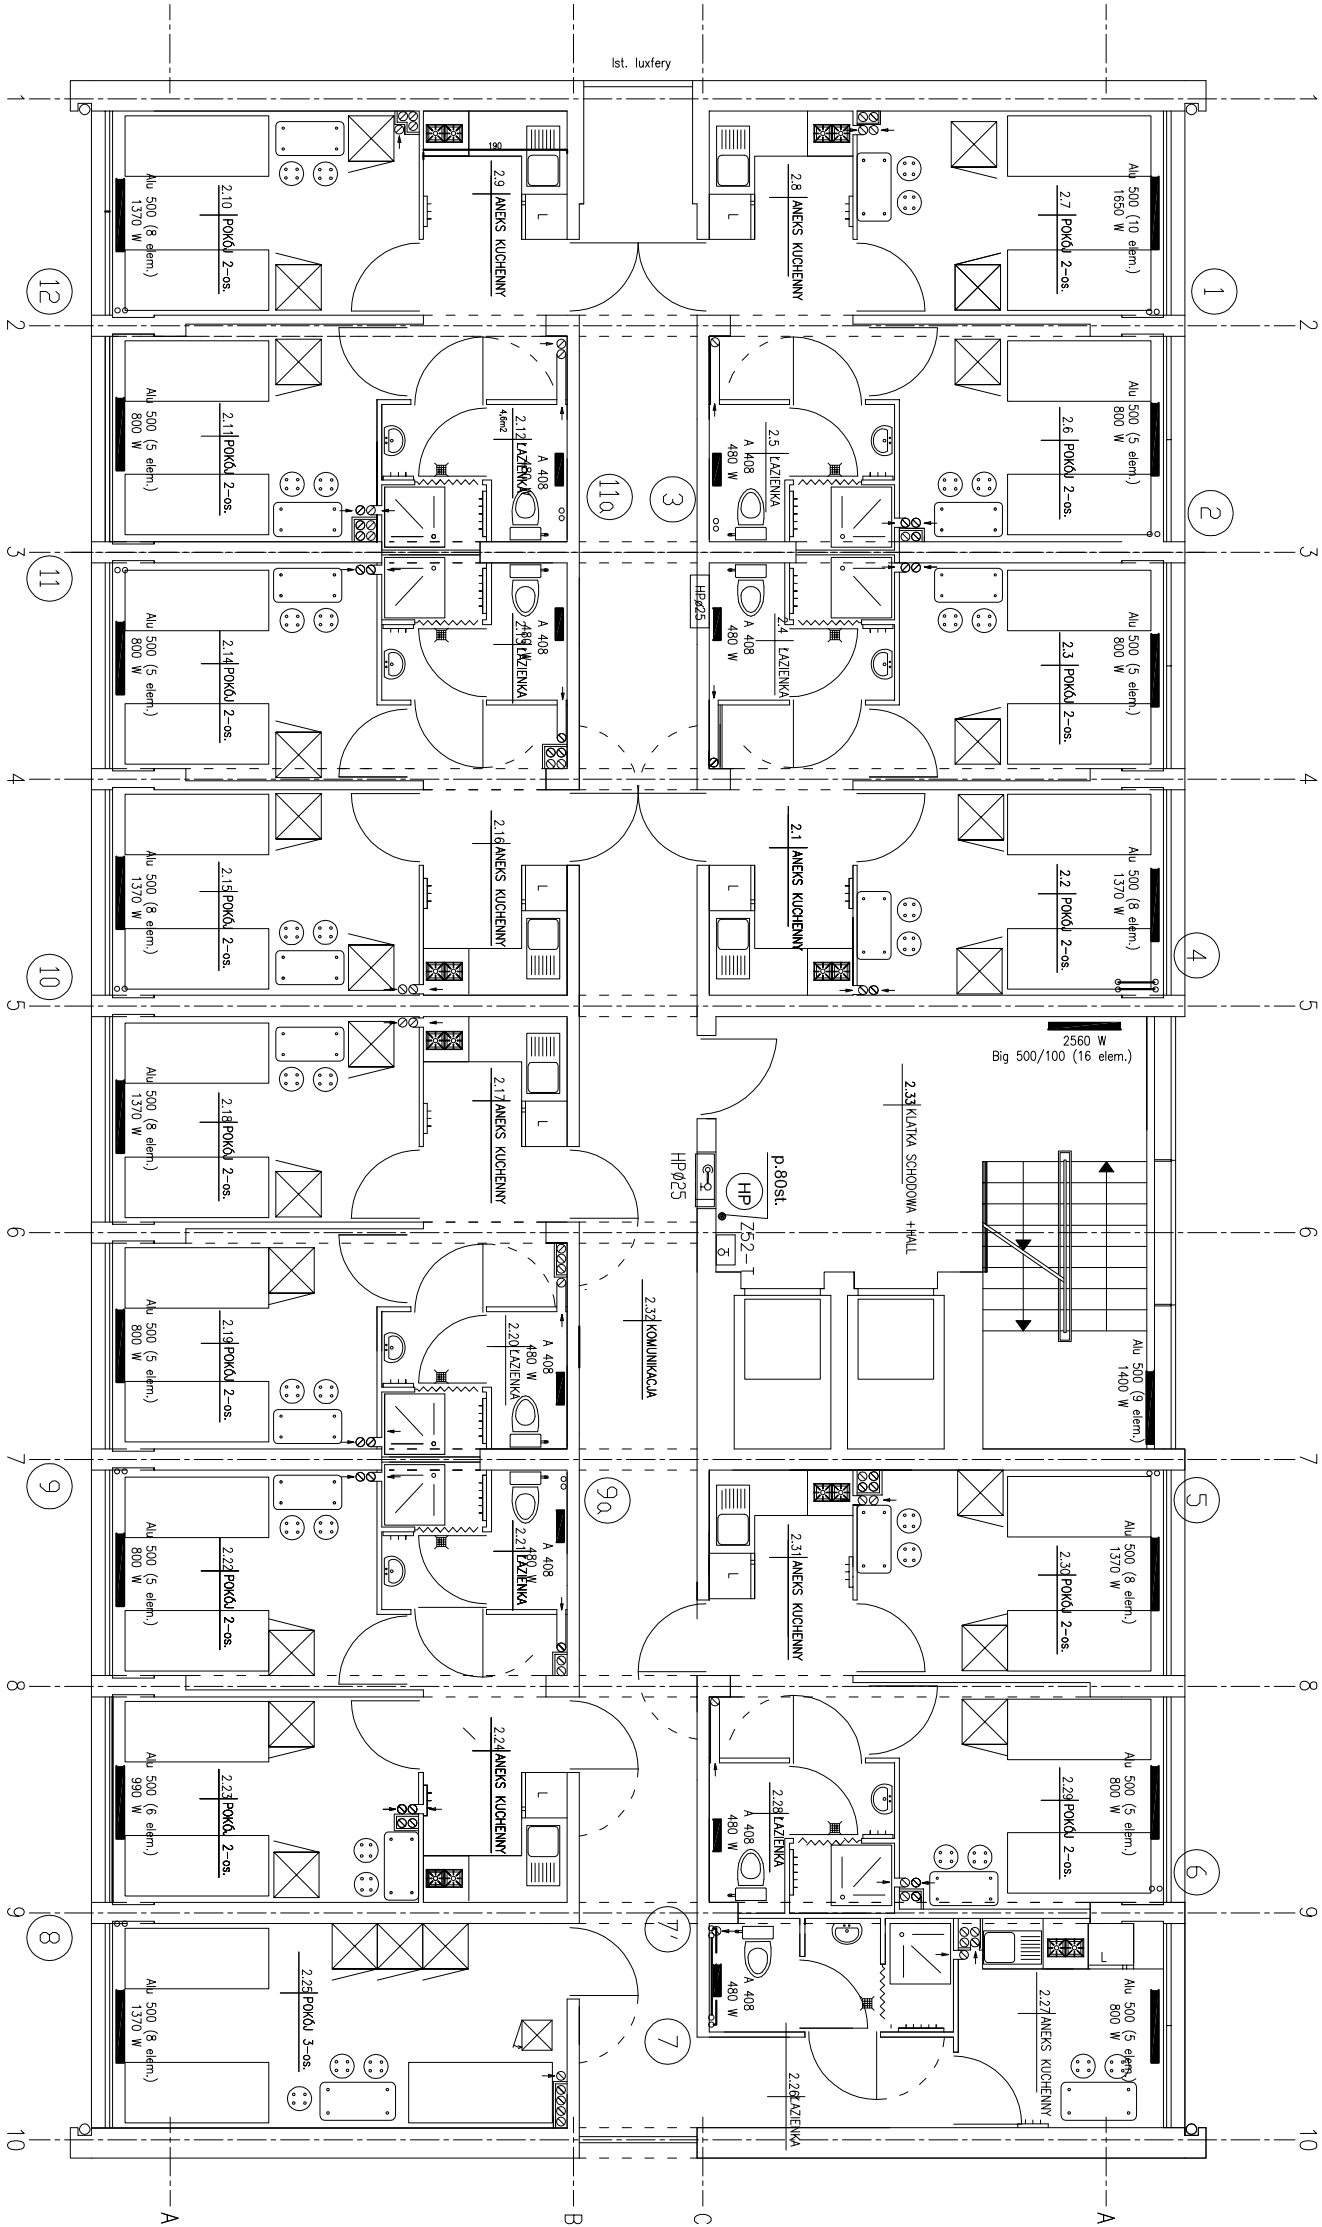 Ist. luxfery
1
1
190
2.10 POKÓJ 2-os.
Alu 500 (8 elem.)
1370 W
2.9 ANEKS KUCHENNY
L
2.8 ANEKS KUCHENNY
L
2.7 POKÓJ 2-os.
Alu 500 (10 elem.)
1650 W
12
1
2
2
2.11 POKÓJ 2-os.
Alu 500 (5 elem.)
800 W
2.12 ŁAZIENKA
4,6m2
A 408
480 W
11a
3
2.5 ŁAZIENKA
A 408
480 W
2.6 POKÓJ 2-os.
Alu 500 (5 elem.)
800 W
2
3
3
11
HPø25
2.14 POKÓJ 2-os.
Alu 500 (5 elem.)
800 W
2.13 ŁAZIENKA
A 408
480 W
2.4 ŁAZIENKA
A 408
480 W
2.3 POKÓJ 2-os.
Alu 500 (5 elem.)
800 W
4
4
2.15 POKÓJ 2-os.
Alu 500 (8 elem.)
1370 W
2.16 ANEKS KUCHENNY
L
2.1 ANEKS KUCHENNY
L
2.2 POKÓJ 2-os.
Alu 500 (8 elem.)
1370 W
10
4
5
5
2560 W
Big 500/100 (16 elem.)
2.18 POKÓJ 2-os.
Alu 500 (8 elem.)
1370 W
2.17 ANEKS KUCHENNY
L
2.33 KLATKA SCHODOWA +HALL
HPø25
HP
p.80st.
Z52-T
6
6
2.19 POKÓJ 2-os.
Alu 500 (5 elem.)
800 W
2.20 ŁAZIENKA
A 408
480 W
2.32 KOMUNIKACJA
Alu 500 (9 elem.)
1400 W
7
7
9
9a
5
2.22 POKÓJ 2-os.
Alu 500 (5 elem.)
800 W
2.21 ŁAZIENKA
A 408
480 W
2.31 ANEKS KUCHENNY
L
2.30 POKÓJ 2-os.
Alu 500 (8 elem.)
1370 W
8
8
2.23 POKÓJ 2-os.
Alu 500 (6 elem.)
990 W
2.24 ANEKS KUCHENNY
L
2.28 ŁAZIENKA
A 408
480 W
2.29 POKÓJ 2-os.
Alu 500 (5 elem.)
800 W
6
9
9
8
7'
2.25 POKÓJ 3-os.
Alu 500 (8 elem.)
1370 W
7
A 408
480 W
2.26 ŁAZIENKA
2.27 ANEKS KUCHENNY
L
Alu 500 (5 elem.)
800 W
10
10
A
B
C
A